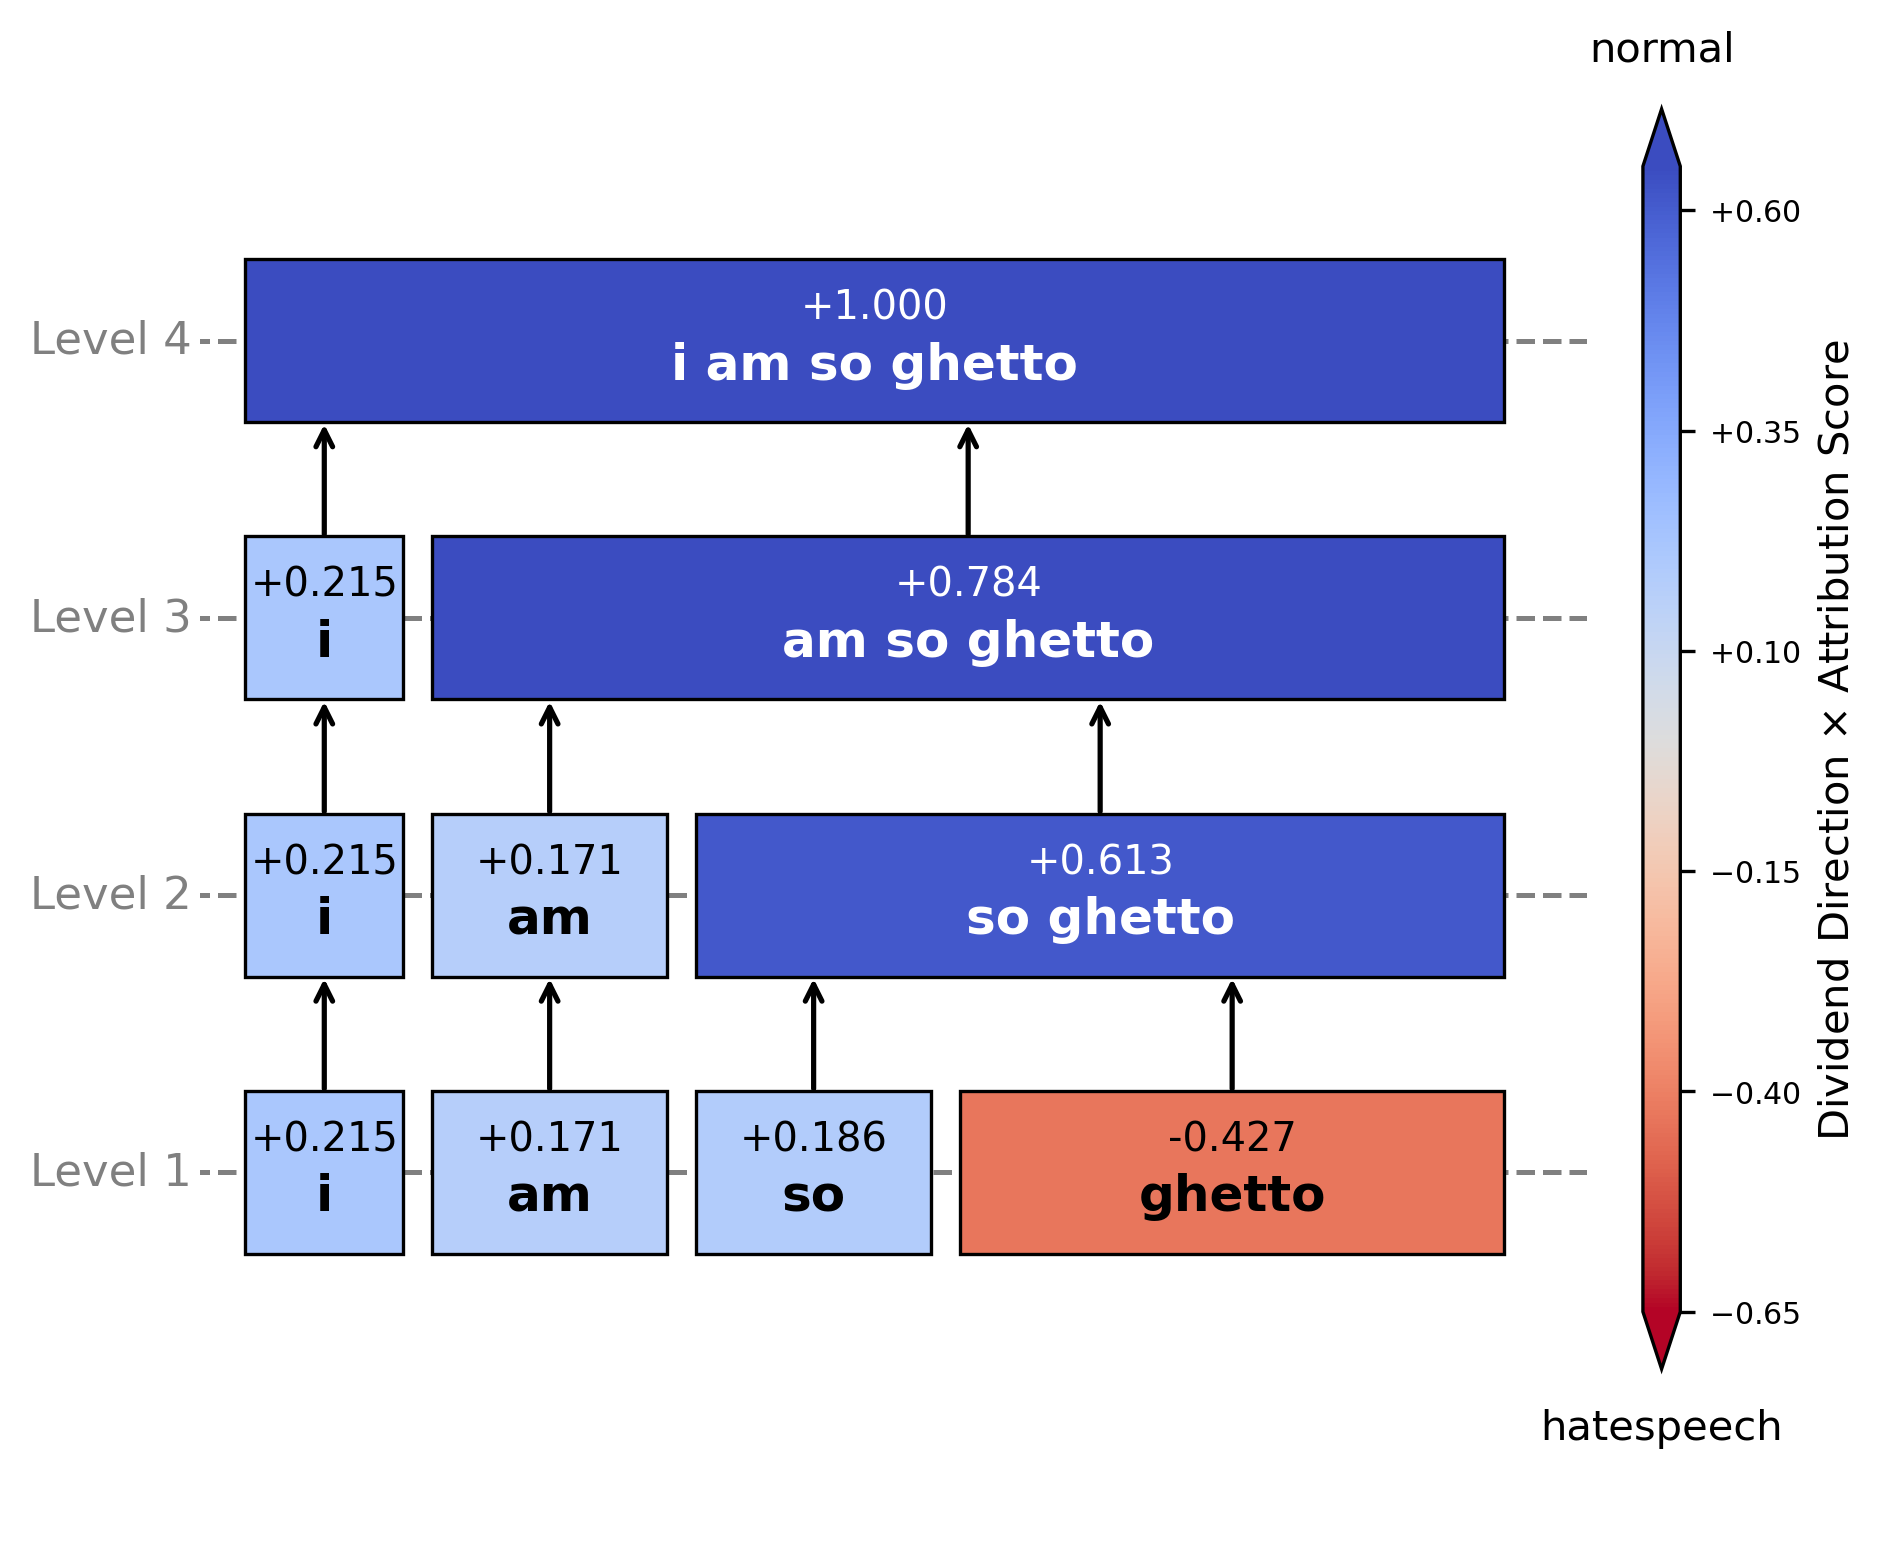 normal
+0.60
+0.35
+0.10
−0.15
−0.40
−0.65
hatespeech
Dividend Direction × Attribution Score
Level 4
+1.000
i am so ghetto
Level 3
+0.215
i
+0.784
am so ghetto
Level 2
+0.215
i
+0.171
am
+0.613
so ghetto
Level 1
+0.215
i
+0.171
am
+0.186
so
-0.427
ghetto